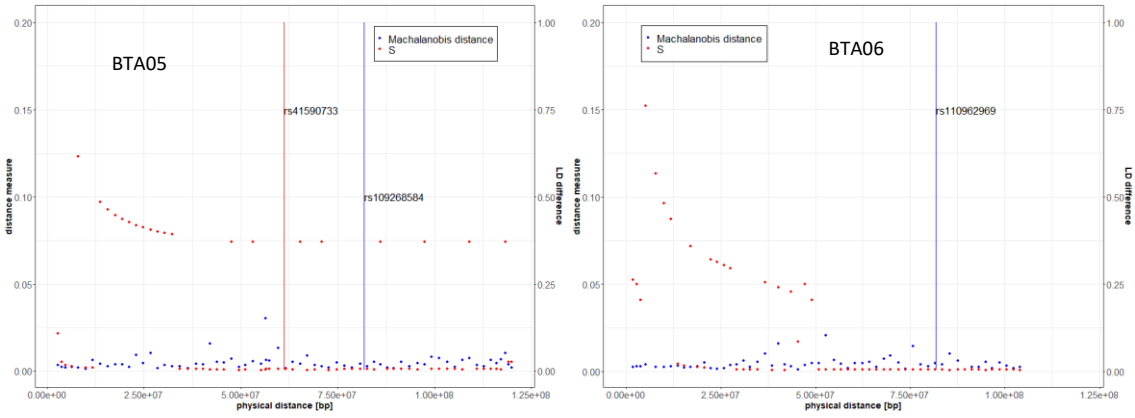 BTA05
Machalanobis distance
S
rs41590733
rs109268584
0.20
0.15
0.10
0.05
0.00
1.00
0.75
0.50
0.25
0.00
distance measure
LD difference
0.00e+00 2.50e+07 5.00e+07 7.50e+07 1.00e+08 1.25e+08
physical distance [bp]
Machalanobis distance
S
BTA06
rs110962969
0.20
0.15
0.10
0.05
0.00
1.00
0.75
0.50
0.25
0.00
distance measure
LD difference
0.00e+00 2.50e+07 5.00e+07 7.50e+07 1.00e+08 1.25e+08
physical distance [bp]